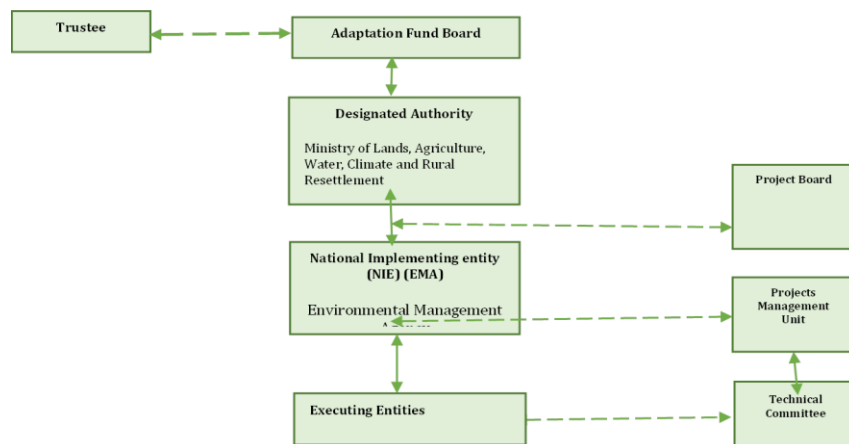 Trustee
Adaptation Fund Board
Designated Authority
Ministry of Lands, Agriculture,
Water, Climate and Rural
Resettlement
Project Board
National Implementing entity
(NIE) (EMA)
Environmental Management
Projects
Management
Unit
Executing Entities
Technical
Committee